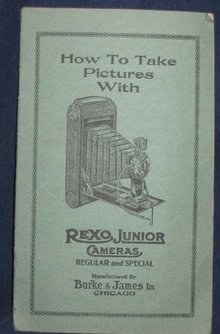 How To Take
Pictures
With
REXO JUNIOR
CAMERAS,
REGULAR and SPECIAL
Manufactured By
Burke & James Inc
CHICAGO